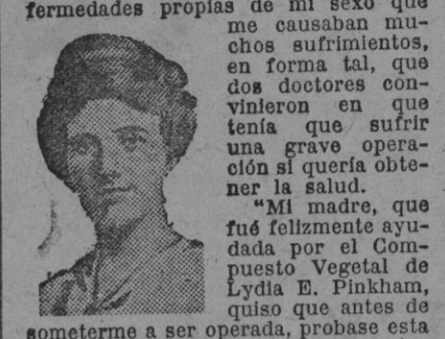 fermedades propias de mi sexo que
me causaban mu-
chos sufrimientos,
en forma tal, que
dos doctores con-
vinieron en que
tenía que sufrir
una grave opera-
ción si quería obte-
ner la salud.
"Mi madre, que
fué felizmente ayu-
dada por el Com-
puesto Vegetal de
Lydia E. Pinkham,
quiso que antes de
someterme a ser operada, probase esta